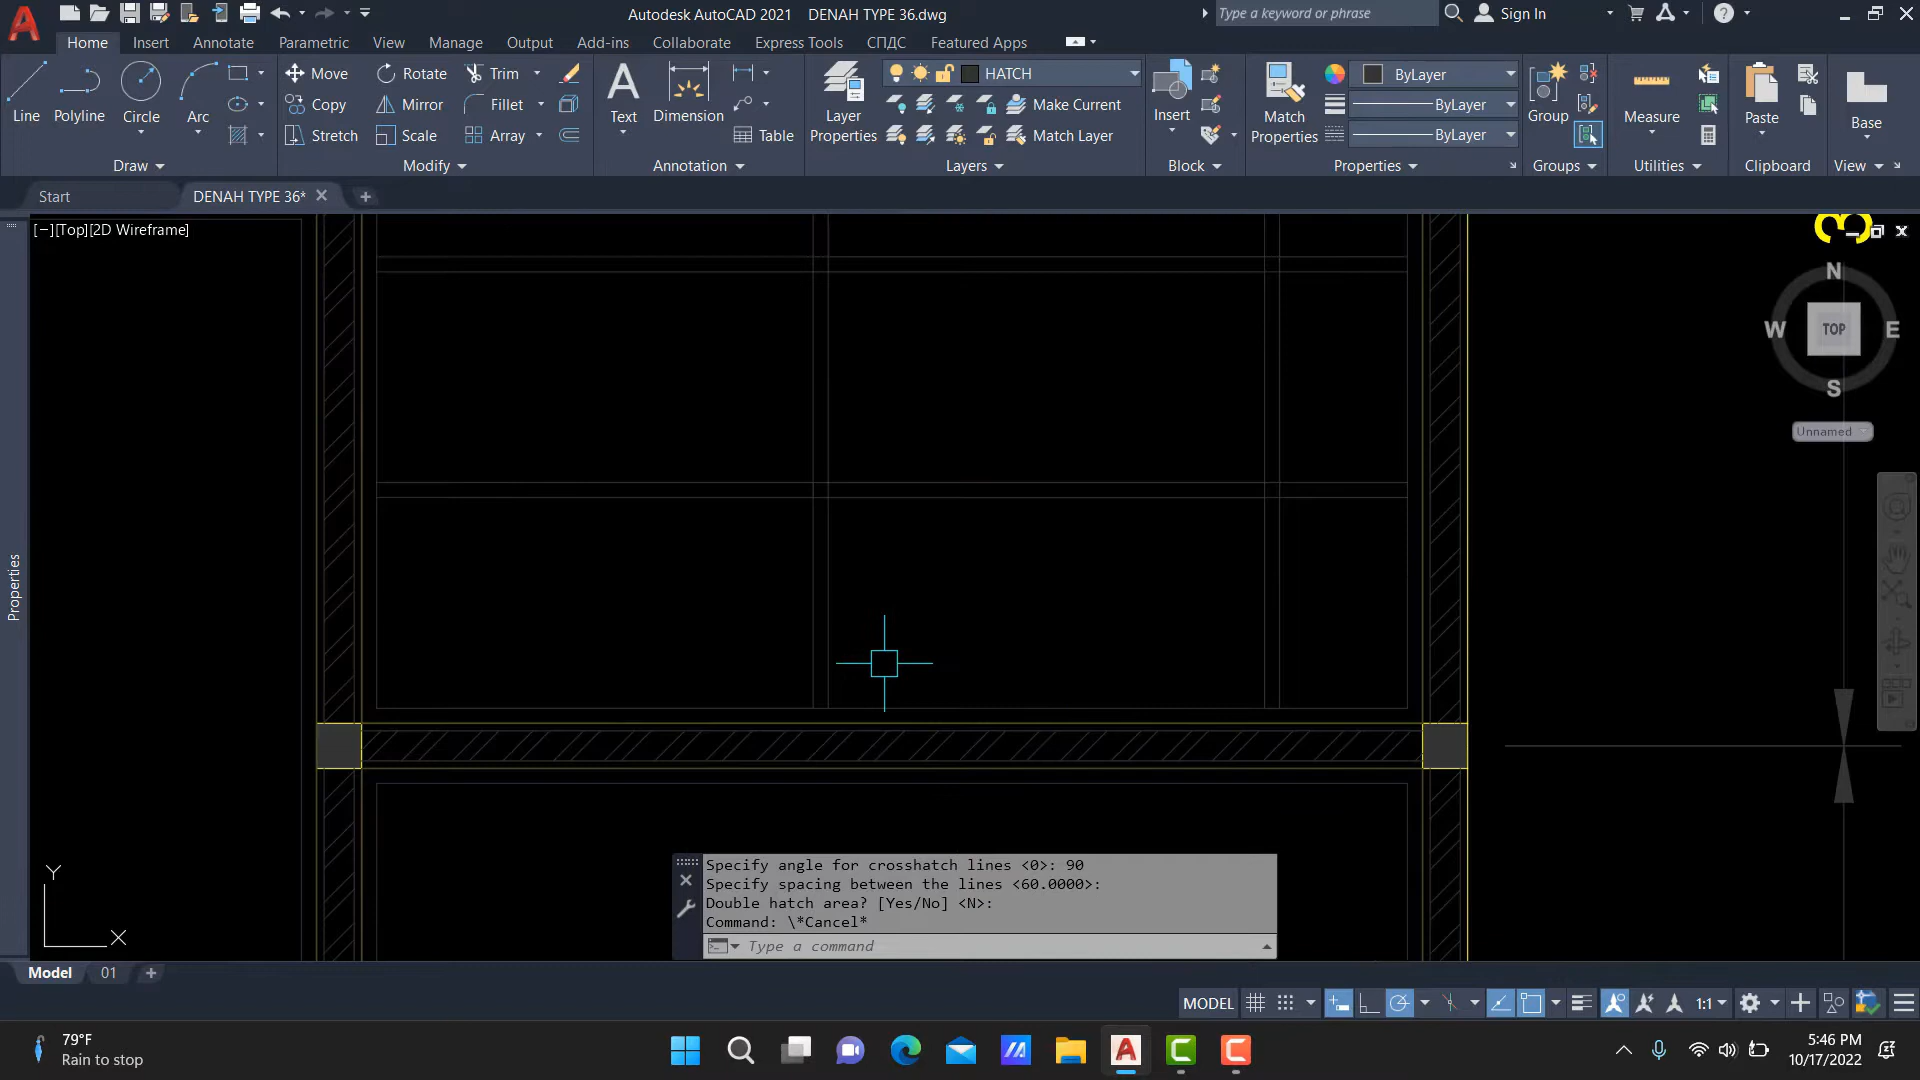 Autodesk AutoCAD 2021 DENAH TYPE 36.dwg
Type a keyword or phrase
Sign In
Home Insert Annotate Parametric View Manage Output Add-ins Collaborate Express Tools СПДС Featured Apps
Line Polyline Circle Arc
Move Rotate Trim
Copy Mirror Fillet
Stretch Scale Array
Text Dimension Table
Layer Properties
HATCH
Make Current
Match Layer
Insert
Match Properties
ByLayer
ByLayer
ByLayer
Group
Measure
Paste
Base
Draw Modify Annotation Layers Block Properties Groups Utilities Clipboard View
Start DENAH TYPE 36*
[−][Top][2D Wireframe]
N
W TOP E
S
Unnamed
Properties
Y
X
Specify angle for crosshatch lines <0>: 90
Specify spacing between the lines <60.0000>:
Double hatch area? [Yes/No] <N>:
Command: \*Cancel*
Type a command
Model 01
MODEL 1:1
79°F
Rain to stop
5:46 PM
10/17/2022